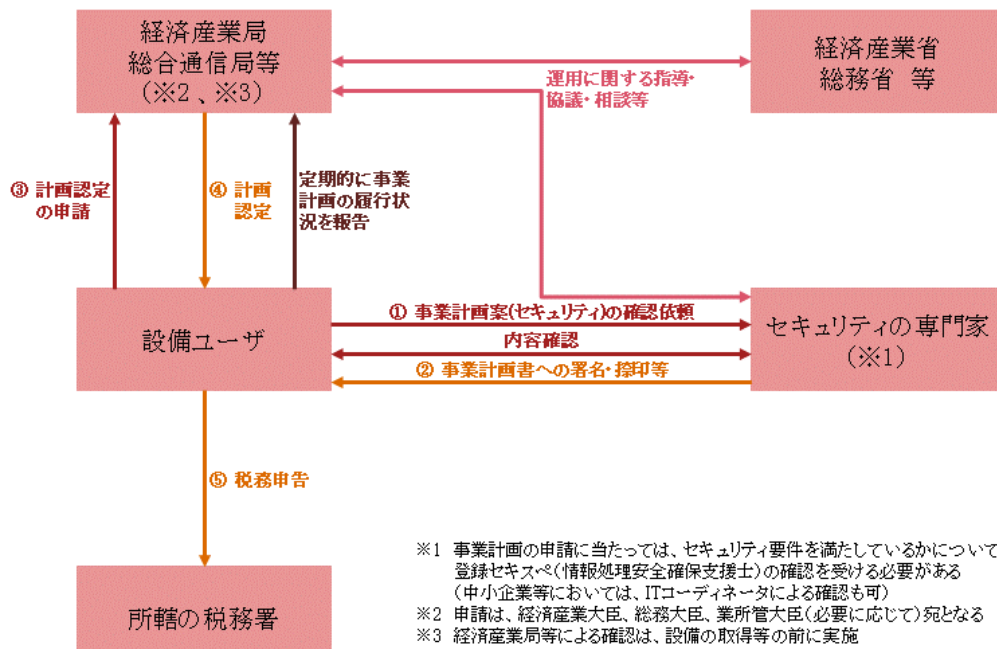 経済産業局
総合通信局等
(※2、※3)
経済産業省
総務省 等
運用に関する指導・
協議・相談等
③ 計画認定
の申請
④ 計画
認定
定期的に事業
計画の履行状
況を報告
設備ユーザ
① 事業計画案(セキュリティ)の確認依頼
内容確認
② 事業計画書への署名・捺印等
セキュリティの専門家
(※1)
⑤ 税務申告
所轄の税務署
※1 事業計画の申請に当たっては、セキュリティ要件を満たしているかについて
登録セキスペ(情報処理安全確保支援士)の確認を受ける必要がある
(中小企業等においては、ITコーディネータによる確認も可)
※2 申請は、経済産業大臣、総務大臣、業所管大臣(必要に応じて)宛となる
※3 経済産業局等による確認は、設備の取得等の前に実施